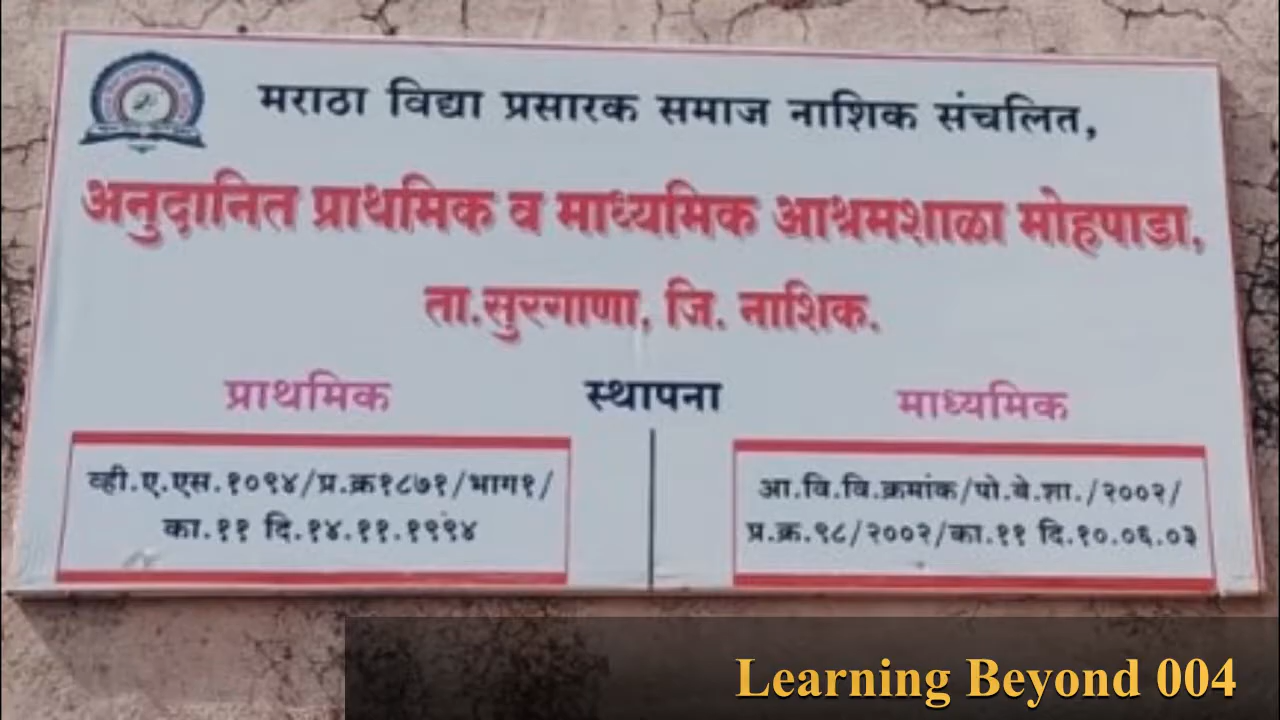 मराठा विद्या प्रसारक समाज नाशिक संचलित,
अनुदानित प्राथमिक व माध्यमिक आश्रमशाळा मोहपाडा,
ता.सुरगाणा, जि. नाशिक.
प्राथमिक स्थापना माध्यमिक
व्ही.ए.एस.१०९४/प्र.क्र१८७१/भाग१/
का.११ दि.१४.११.१९९४
आ.वि.वि.क्रमांक/पो.बे.शा./२००२/
प्र.क्र.९८/२००२/का.११ दि.१०.०६.०३
Learning Beyond 004